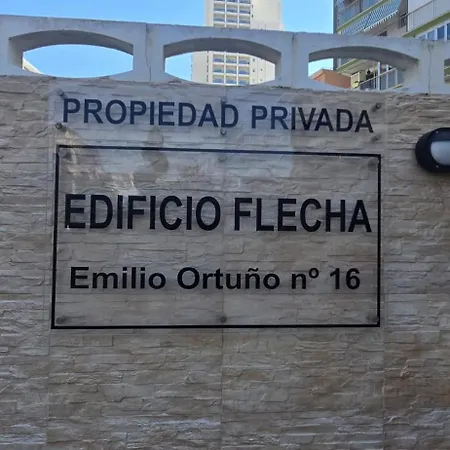 PROPIEDAD PRIVADA
EDIFICIO FLECHA
Emilio Ortuño nº 16